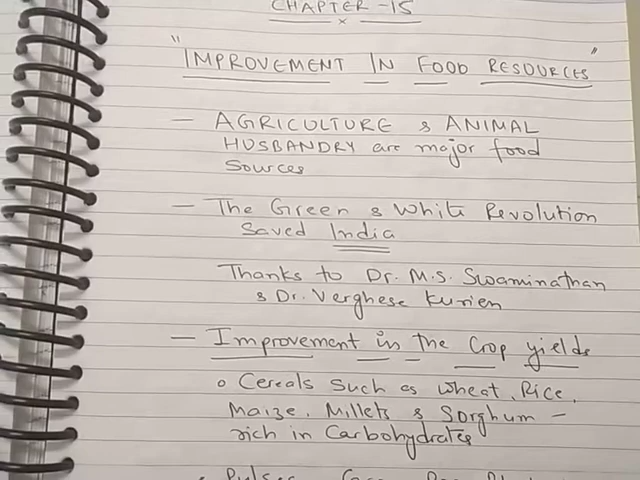 CHAPTER - 15
"IMPROVEMENT IN FOOD RESOURCES"
- AGRICULTURE & ANIMAL
HUSBANDRY are major food
Sources
- The Green & White Revolution
Saved India
Thanks to Dr. M.S. Swaminathan
& Dr. Verghese Kurien
- Improvement in the Crop yields
o Cereals Such as Wheat, Rice,
Maize, Millets & Sorghum -
rich in Carbohydrates
Pulses